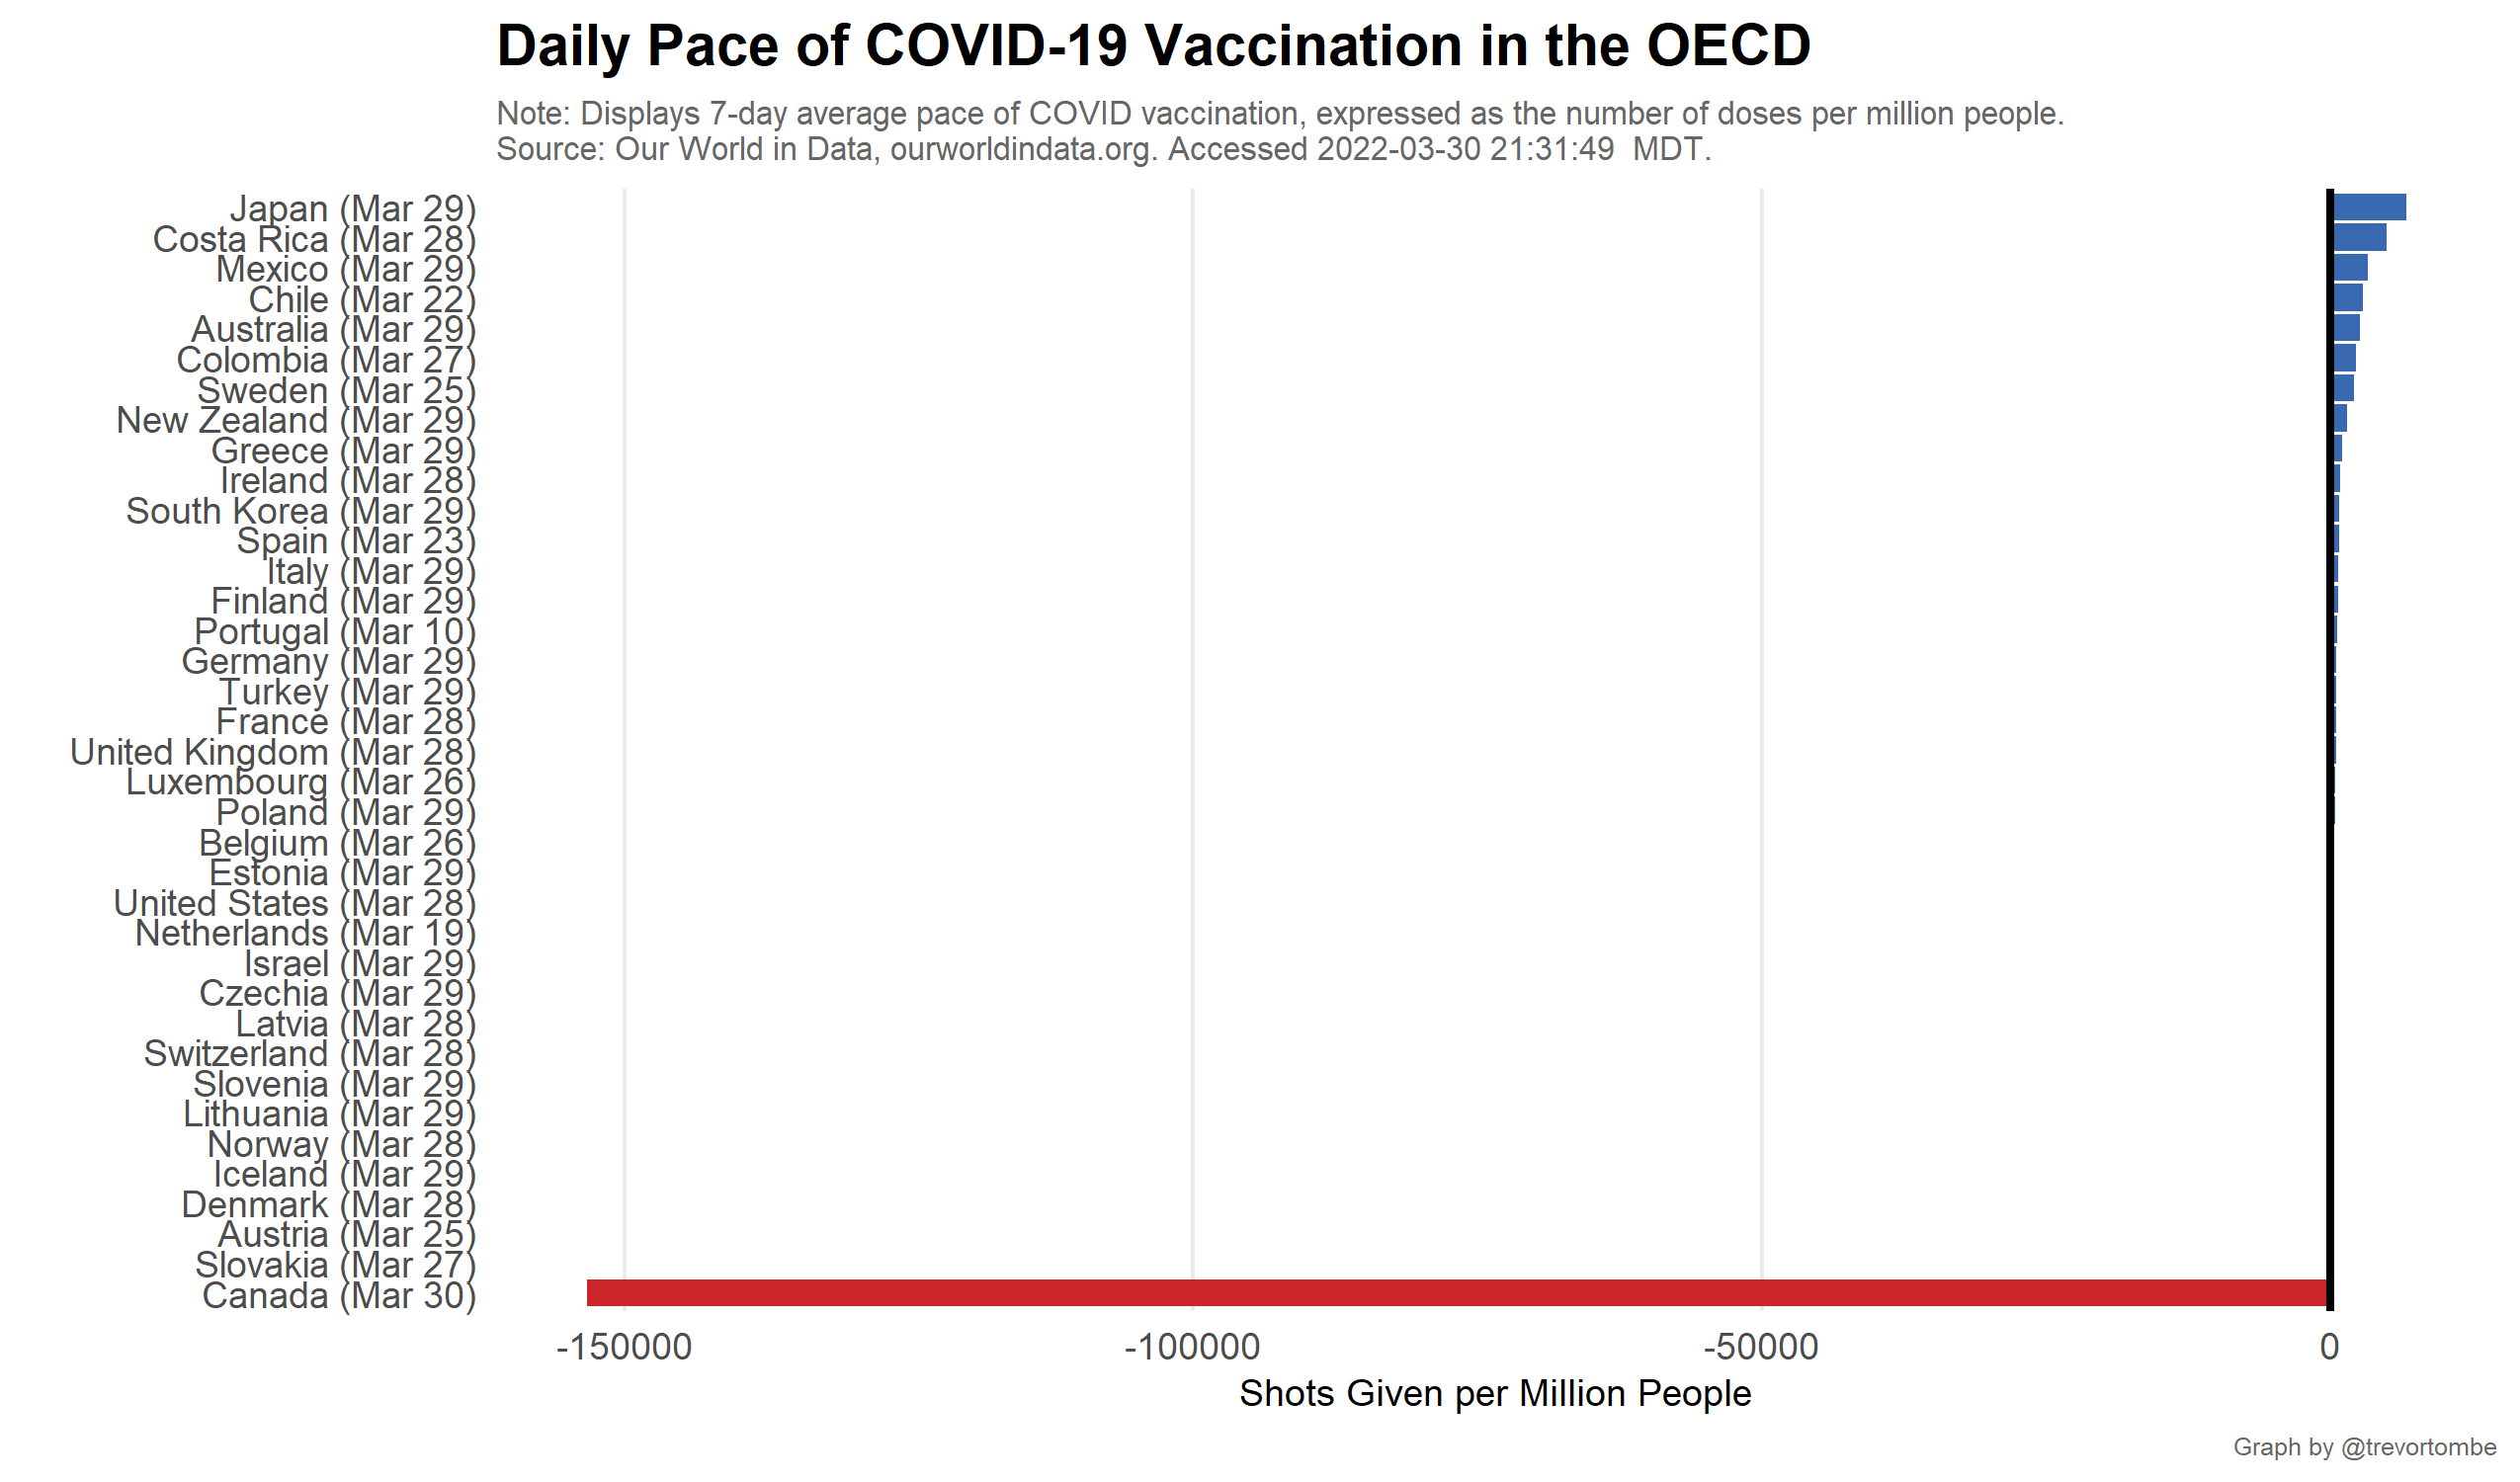 Daily Pace of COVID-19 Vaccination in the OECD
Note: Displays 7-day average pace of COVID vaccination, expressed as the number of doses per million people.
Source: Our World in Data, ourworldindata.org. Accessed 2022-03-30 21:31:49  MDT.
Japan (Mar 29)
Costa Rica (Mar 28)
Mexico (Mar 29)
Chile (Mar 22)
Australia (Mar 29)
Colombia (Mar 27)
Sweden (Mar 25)
New Zealand (Mar 29)
Greece (Mar 29)
Ireland (Mar 28)
South Korea (Mar 29)
Spain (Mar 23)
Italy (Mar 29)
Finland (Mar 29)
Portugal (Mar 10)
Germany (Mar 29)
Turkey (Mar 29)
France (Mar 28)
United Kingdom (Mar 28)
Luxembourg (Mar 26)
Poland (Mar 29)
Belgium (Mar 26)
Estonia (Mar 29)
United States (Mar 28)
Netherlands (Mar 19)
Israel (Mar 29)
Czechia (Mar 29)
Latvia (Mar 28)
Switzerland (Mar 28)
Slovenia (Mar 29)
Lithuania (Mar 29)
Norway (Mar 28)
Iceland (Mar 29)
Denmark (Mar 28)
Austria (Mar 25)
Slovakia (Mar 27)
Canada (Mar 30)
-150000 -100000 -50000 0
Shots Given per Million People
Graph by @trevortombe